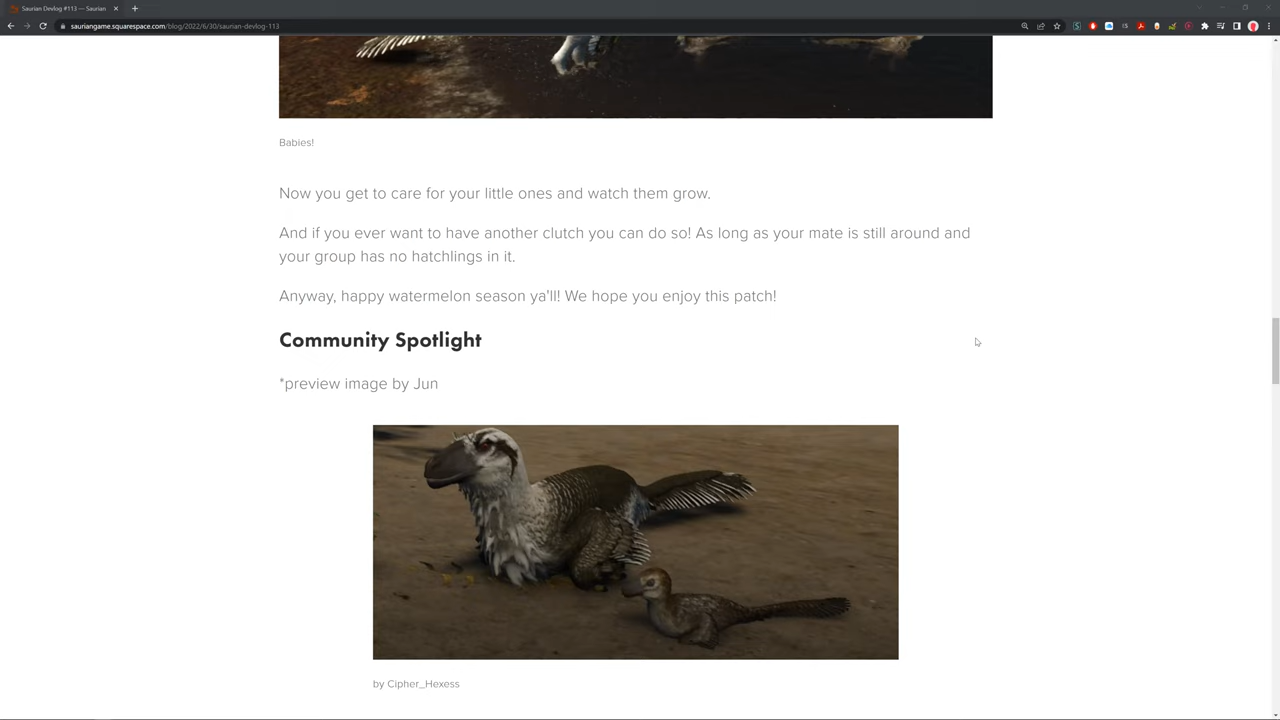 Saurian Devlog #113 — Saurian
sauriangame.squarespace.com/blog/2022/6/30/saurian-devlog-113
Babies!
Now you get to care for your little ones and watch them grow.
And if you ever want to have another clutch you can do so! As long as your mate is still around and
your group has no hatchlings in it.
Anyway, happy watermelon season ya'll! We hope you enjoy this patch!
Community Spotlight
*preview image by Jun
by Cipher_Hexess